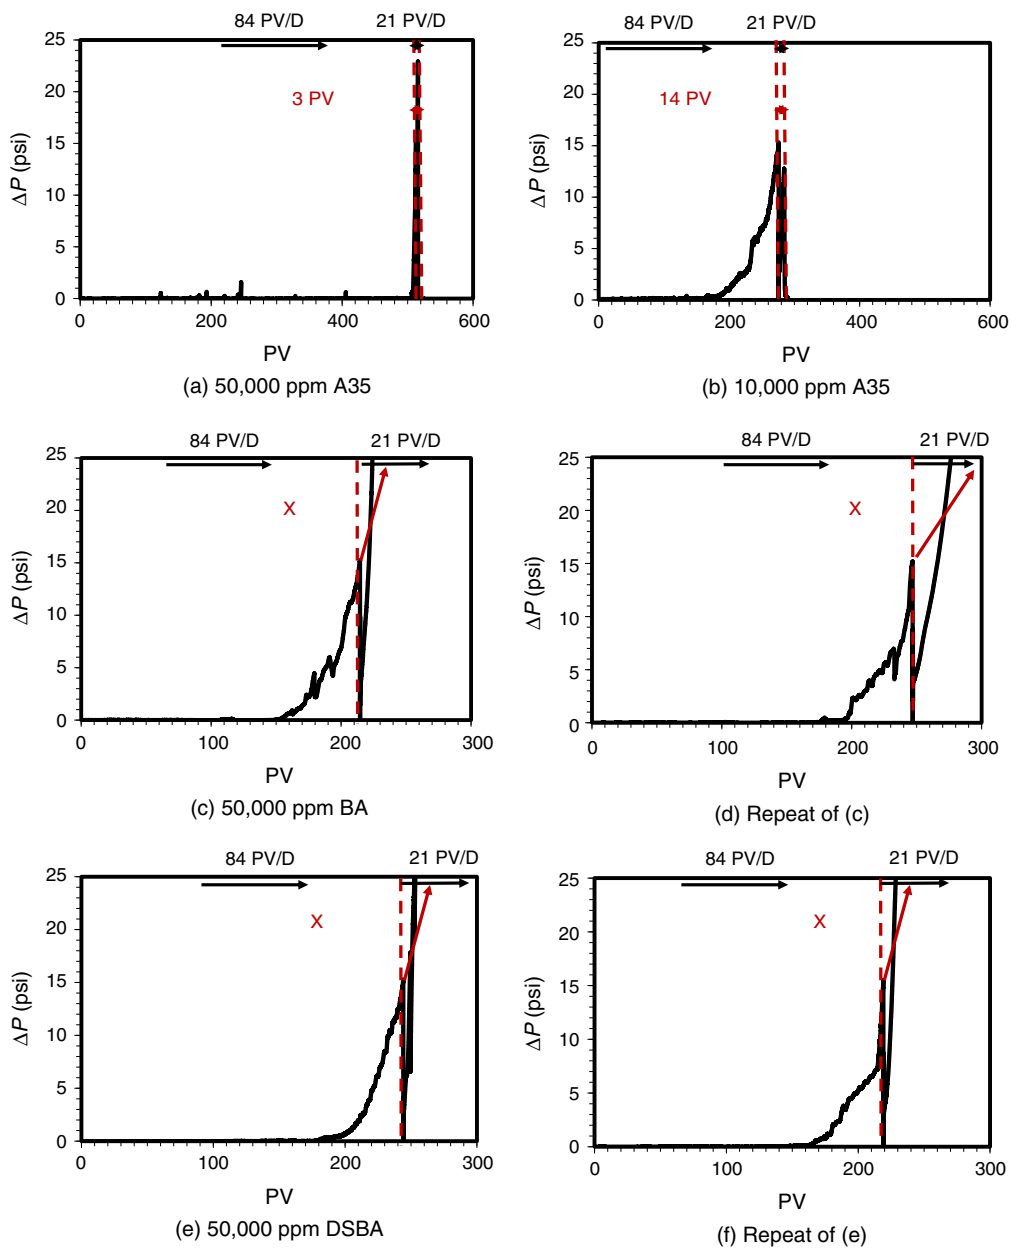 84 PV/D 21 PV/D
25
20
15
10
5
0
ΔP (psi)
3 PV
0 200 400 600
PV
(a) 50,000 ppm A35
84 PV/D 21 PV/D
25
20
15
10
5
0
ΔP (psi)
14 PV
0 200 400 600
PV
(b) 10,000 ppm A35
84 PV/D 21 PV/D
25
20
15
10
5
0
ΔP (psi)
X
0 100 200 300
PV
(c) 50,000 ppm BA
84 PV/D 21 PV/D
25
20
15
10
5
0
ΔP (psi)
X
0 100 200 300
PV
(d) Repeat of (c)
84 PV/D 21 PV/D
25
20
15
10
5
0
ΔP (psi)
X
0 100 200 300
PV
(e) 50,000 ppm DSBA
84 PV/D 21 PV/D
25
20
15
10
5
0
ΔP (psi)
X
0 100 200 300
PV
(f) Repeat of (e)